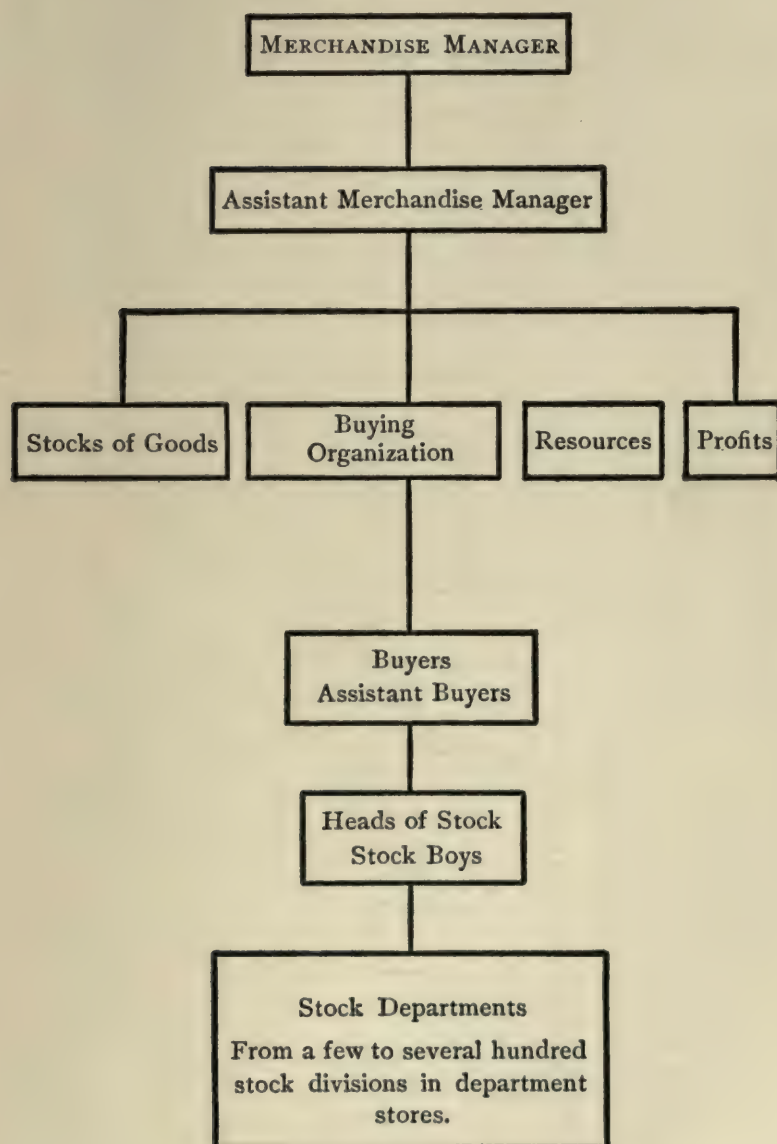 MERCHANDISE MANAGER
Assistant Merchandise Manager
Stocks of Goods
Buying
Organization
Resources
Profits
Buyers
Assistant Buyers
Heads of Stock
Stock Boys
Stock Departments
From a few to several hundred
stock divisions in department
stores.